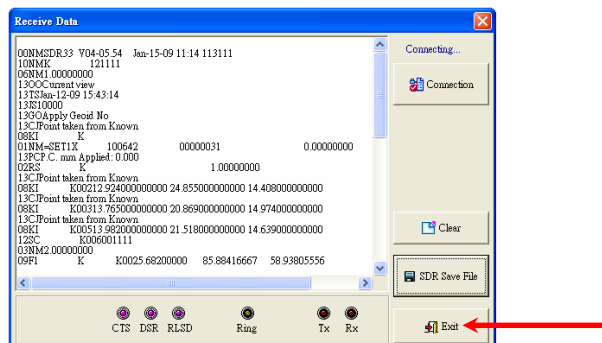 Receive Data
00NMSDR33 V04-05.54 Jan-15-09 11:14 113111
10NMK 121111
06NM1.00000000
13OOCurrent view
13TSJan-12-09 15:43:14
13JS10000
13GOApply Geoid No
13CJPoint taken from Known
08KI K
01NM=SET1X 100642 00000031 0.00000000
13PCP.C. mm Applied: 0.000
02RS K 1.00000000
13CJPoint taken from Known
08KI K00212.924000000000 24.855000000000 14.408000000000
13CJPoint taken from Known
08KI K00313.765000000000 20.869000000000 14.974000000000
13CJPoint taken from Known
08KI K00513.982000000000 21.518000000000 14.639000000000
12SC K006001111
03NM2.00000000
09F1 K K0025.68200000 85.88416667 58.93805556
Connecting...
Connection
Clear
SDR Save File
Exit
CTS DSR RLSD Ring Tx Rx